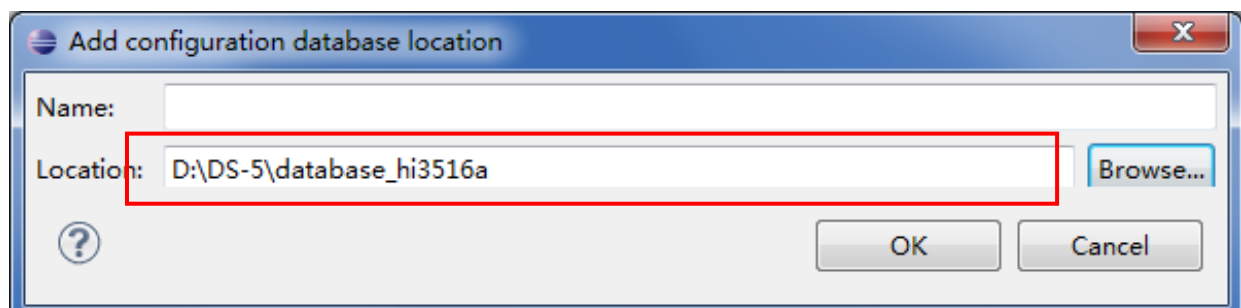 Add configuration database location
Name:
Location: D:\DS-5\database_hi3516a Browse...
OK Cancel